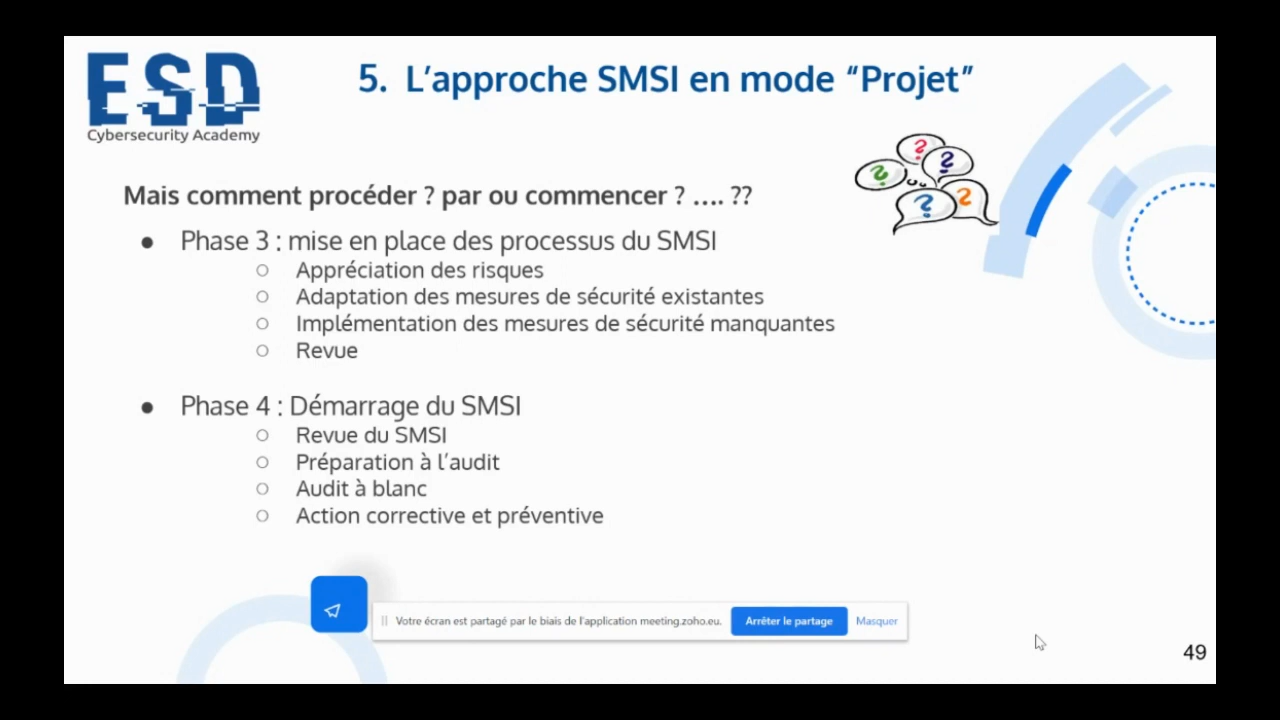 ESD
Cybersecurity Academy
5. L'approche SMSI en mode “Projet”
? ? ? ? ?
Mais comment procéder ? par ou commencer ? …. ??
● Phase 3 : mise en place des processus du SMSI
○ Appréciation des risques
○ Adaptation des mesures de sécurité existantes
○ Implémentation des mesures de sécurité manquantes
○ Revue
● Phase 4 : Démarrage du SMSI
○ Revue du SMSI
○ Préparation à l'audit
○ Audit à blanc
○ Action corrective et préventive
Votre écran est partagé par le biais de l'application meeting.zoho.eu. Arrêter le partage Masquer
49